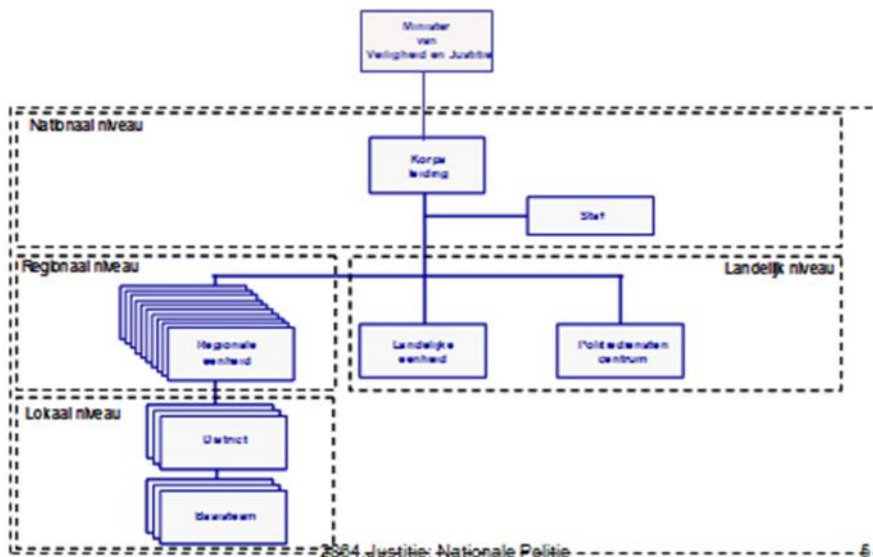 Minister
van
Veiligheid en Justitie
Nationaal niveau
Korps
leiding
Staf
Regionaal niveau
Landelijk niveau
Regionale
eenheid
Landelijke
eenheid
Politiediensten
centrum
Lokaal niveau
District
Basisteam
Justitie: Nationale Politie